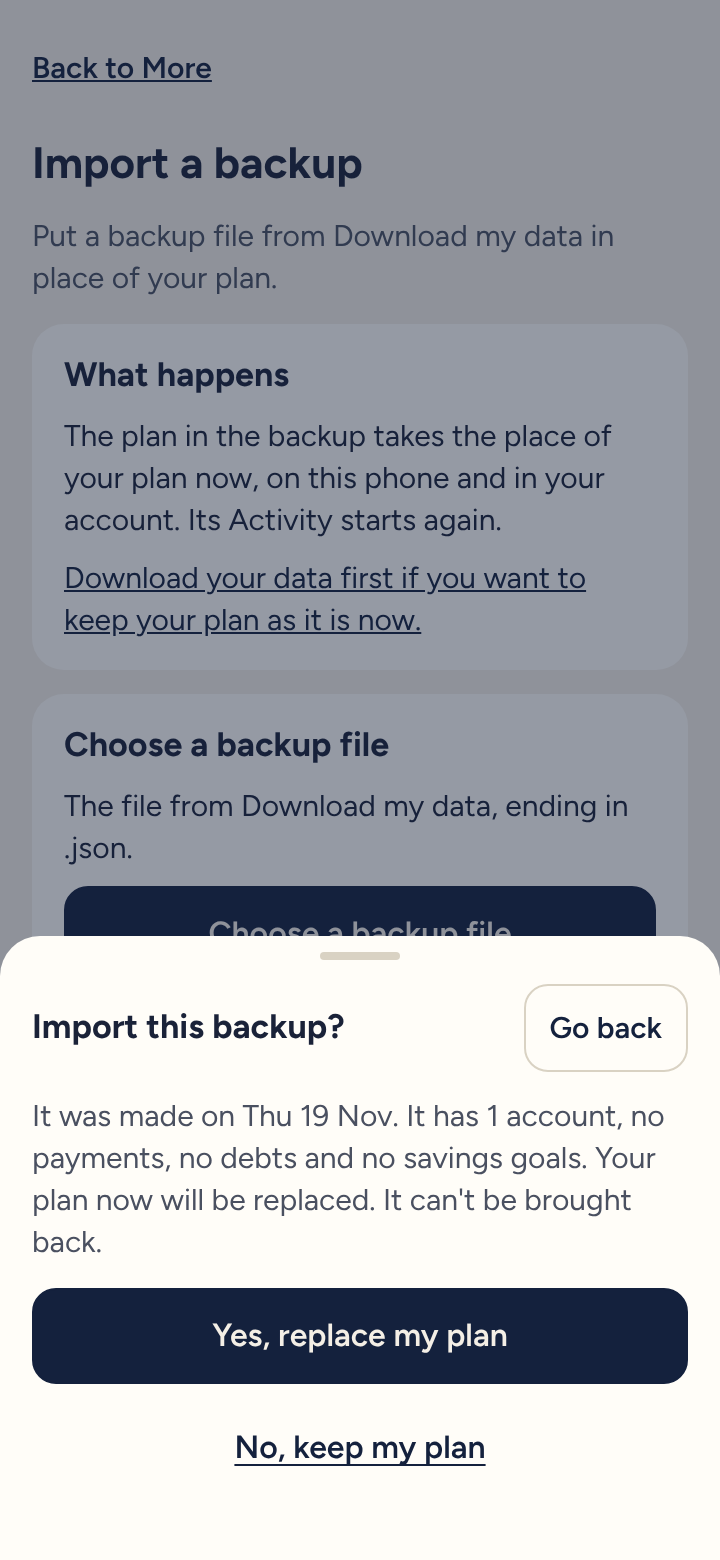 Back to More
Import a backup
Put a backup file from Download my data in
place of your plan.
What happens
The plan in the backup takes the place of
your plan now, on this phone and in your
account. Its Activity starts again.
Download your data first if you want to
keep your plan as it is now.
Choose a backup file
The file from Download my data, ending in
.json.
Choose a backup file
Import this backup?
Go back
It was made on Thu 19 Nov. It has 1 account, no
payments, no debts and no savings goals. Your
plan now will be replaced. It can't be brought
back.
Yes, replace my plan
No, keep my plan